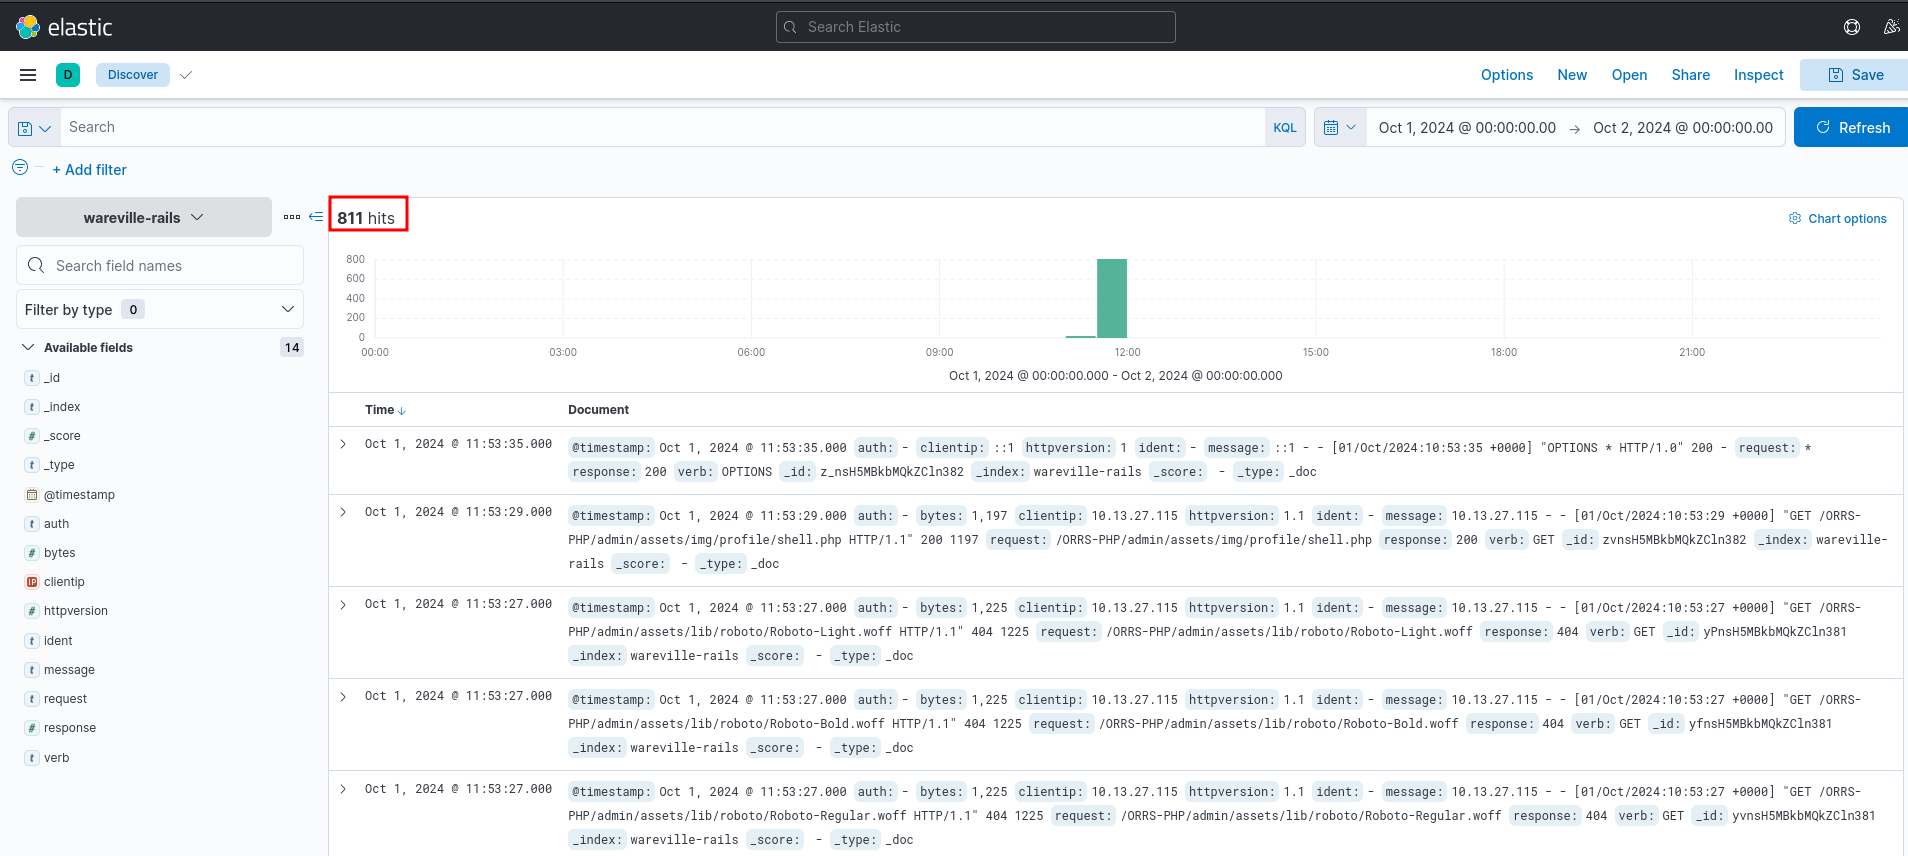 elastic
Search Elastic
D Discover
Options New Open Share Inspect Save
Search
KQL
Oct 1, 2024 @ 00:00:00.00 → Oct 2, 2024 @ 00:00:00.00
Refresh
+ Add filter
wareville-rails
Search field names
Filter by type 0
Available fields 14
t _id
t _index
# _score
t _type
@timestamp
t auth
# bytes
IP clientip
# httpversion
t ident
t message
t request
# response
t verb
811 hits
Chart options
800
600
400
200
0
00:00 03:00 06:00 09:00 12:00 15:00 18:00 21:00
Oct 1, 2024 @ 00:00:00.000 - Oct 2, 2024 @ 00:00:00.000
Time ↓ Document
Oct 1, 2024 @ 11:53:35.000 @timestamp: Oct 1, 2024 @ 11:53:35.000 auth: - clientip: ::1 httpversion: 1 ident: - message: ::1 - - [01/Oct/2024:10:53:35 +0000] "OPTIONS * HTTP/1.0" 200 - request: *
response: 200 verb: OPTIONS _id: z_nsH5MBkbMQkZCln382 _index: wareville-rails _score: - _type: _doc
Oct 1, 2024 @ 11:53:29.000 @timestamp: Oct 1, 2024 @ 11:53:29.000 auth: - bytes: 1,197 clientip: 10.13.27.115 httpversion: 1.1 ident: - message: 10.13.27.115 - - [01/Oct/2024:10:53:29 +0000] "GET /ORRS-
PHP/admin/assets/img/profile/shell.php HTTP/1.1" 200 1197 request: /ORRS-PHP/admin/assets/img/profile/shell.php response: 200 verb: GET _id: zvnsH5MBkbMQkZCln382 _index: wareville-
rails _score: - _type: _doc
Oct 1, 2024 @ 11:53:27.000 @timestamp: Oct 1, 2024 @ 11:53:27.000 auth: - bytes: 1,225 clientip: 10.13.27.115 httpversion: 1.1 ident: - message: 10.13.27.115 - - [01/Oct/2024:10:53:27 +0000] "GET /ORRS-
PHP/admin/assets/lib/roboto/Roboto-Light.woff HTTP/1.1" 404 1225 request: /ORRS-PHP/admin/assets/lib/roboto/Roboto-Light.woff response: 404 verb: GET _id: yPnsH5MBkbMQkZCln381
_index: wareville-rails _score: - _type: _doc
Oct 1, 2024 @ 11:53:27.000 @timestamp: Oct 1, 2024 @ 11:53:27.000 auth: - bytes: 1,225 clientip: 10.13.27.115 httpversion: 1.1 ident: - message: 10.13.27.115 - - [01/Oct/2024:10:53:27 +0000] "GET /ORRS-
PHP/admin/assets/lib/roboto/Roboto-Bold.woff HTTP/1.1" 404 1225 request: /ORRS-PHP/admin/assets/lib/roboto/Roboto-Bold.woff response: 404 verb: GET _id: yfnsH5MBkbMQkZCln381
_index: wareville-rails _score: - _type: _doc
Oct 1, 2024 @ 11:53:27.000 @timestamp: Oct 1, 2024 @ 11:53:27.000 auth: - bytes: 1,225 clientip: 10.13.27.115 httpversion: 1.1 ident: - message: 10.13.27.115 - - [01/Oct/2024:10:53:27 +0000] "GET /ORRS-
PHP/admin/assets/lib/roboto/Roboto-Regular.woff HTTP/1.1" 404 1225 request: /ORRS-PHP/admin/assets/lib/roboto/Roboto-Regular.woff response: 404 verb: GET _id: yvnsH5MBkbMQkZCln381
_index: wareville-rails _score: - _type: _doc